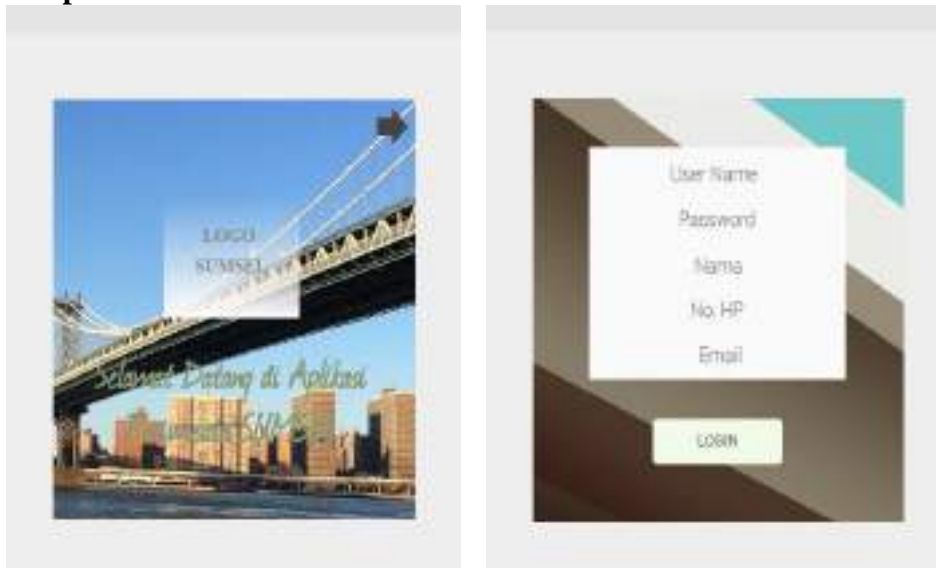 LOGO
SUMSEL
Selamat Datang di Aplikasi
User Name
Password
Nama
No. HP
Email
LOGIN